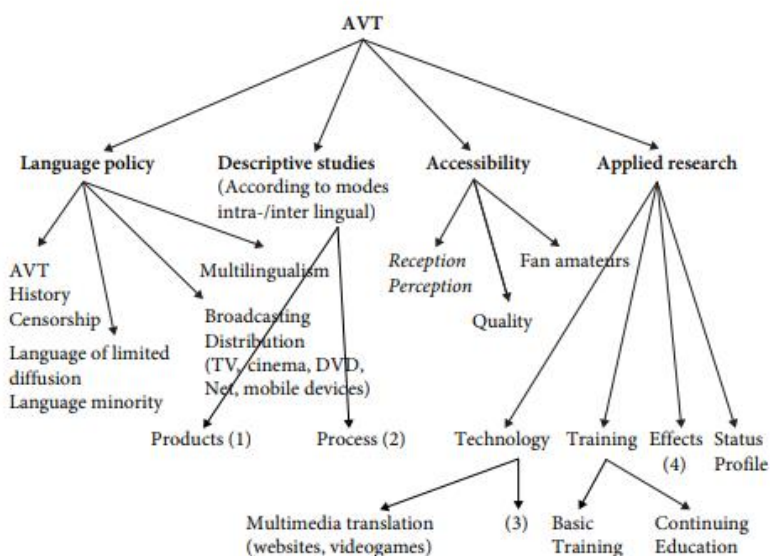 AVT
Language policy
Descriptive studies
(According to modes
intra-/inter lingual)
Accessibility
Applied research
AVT
History
Censorship
Language of limited
diffusion
Language minority
Multilingualism
Broadcasting
Distribution
(TV, cinema, DVD,
Net, mobile devices)
Reception
Perception
Quality
Fan amateurs
Products (1)
Process (2)
Technology
Training
Effects
(4)
Status
Profile
Multimedia translation
(websites, videogames)
(3)
Basic
Training
Continuing
Education